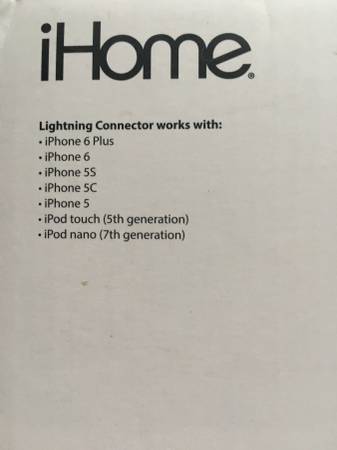 iHome®
Lightning Connector works with:
• iPhone 6 Plus
• iPhone 6
• iPhone 5S
• iPhone 5C
• iPhone 5
• iPod touch (5th generation)
• iPod nano (7th generation)